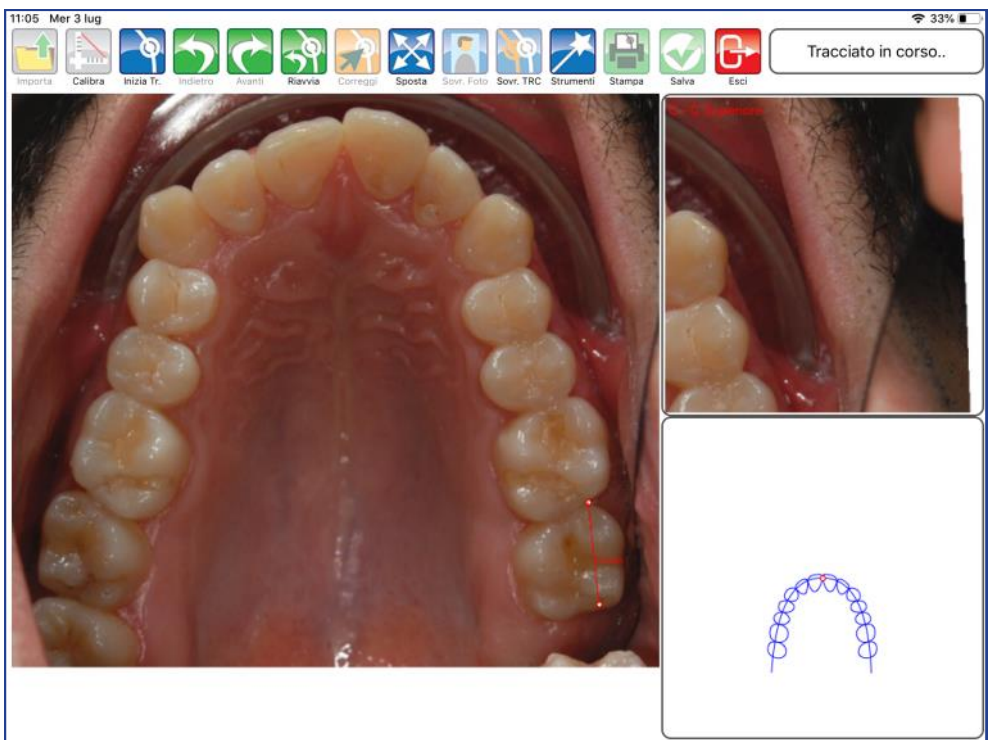 11:05 Mer 3 lug
33%
Importa
Calibra
Inizia Tr.
Indietro
Avanti
Riavvia
Correggi
Sposta
Sovr. Foto
Sovr. TRC
Strumenti
Stampa
Salva
Esci
Tracciato in corso..